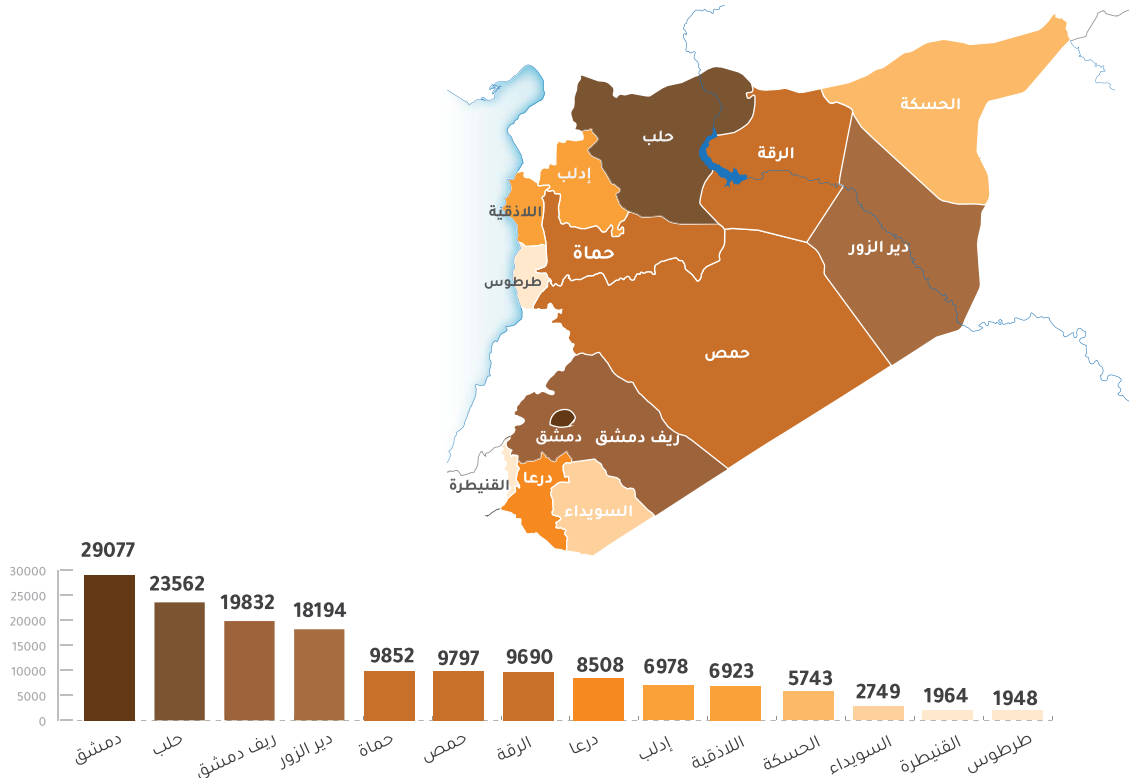 الحسكة
حلب
الرقة
إدلب
اللاذقية
دير الزور
حماة
طرطوس
حمص
دمشق
ريف دمشق
درعا
القنيطرة
السويداء
29077
23562
19832
18194
9852
9797
9690
8508
6978
6923
5743
2749
1964
1948
30000
25000
20000
15000
10000
5000
0
دمشق
حلب
ريف دمشق
دير الزور
حماة
حمص
الرقة
درعا
إدلب
اللاذقية
الحسكة
السويداء
القنيطرة
طرطوس